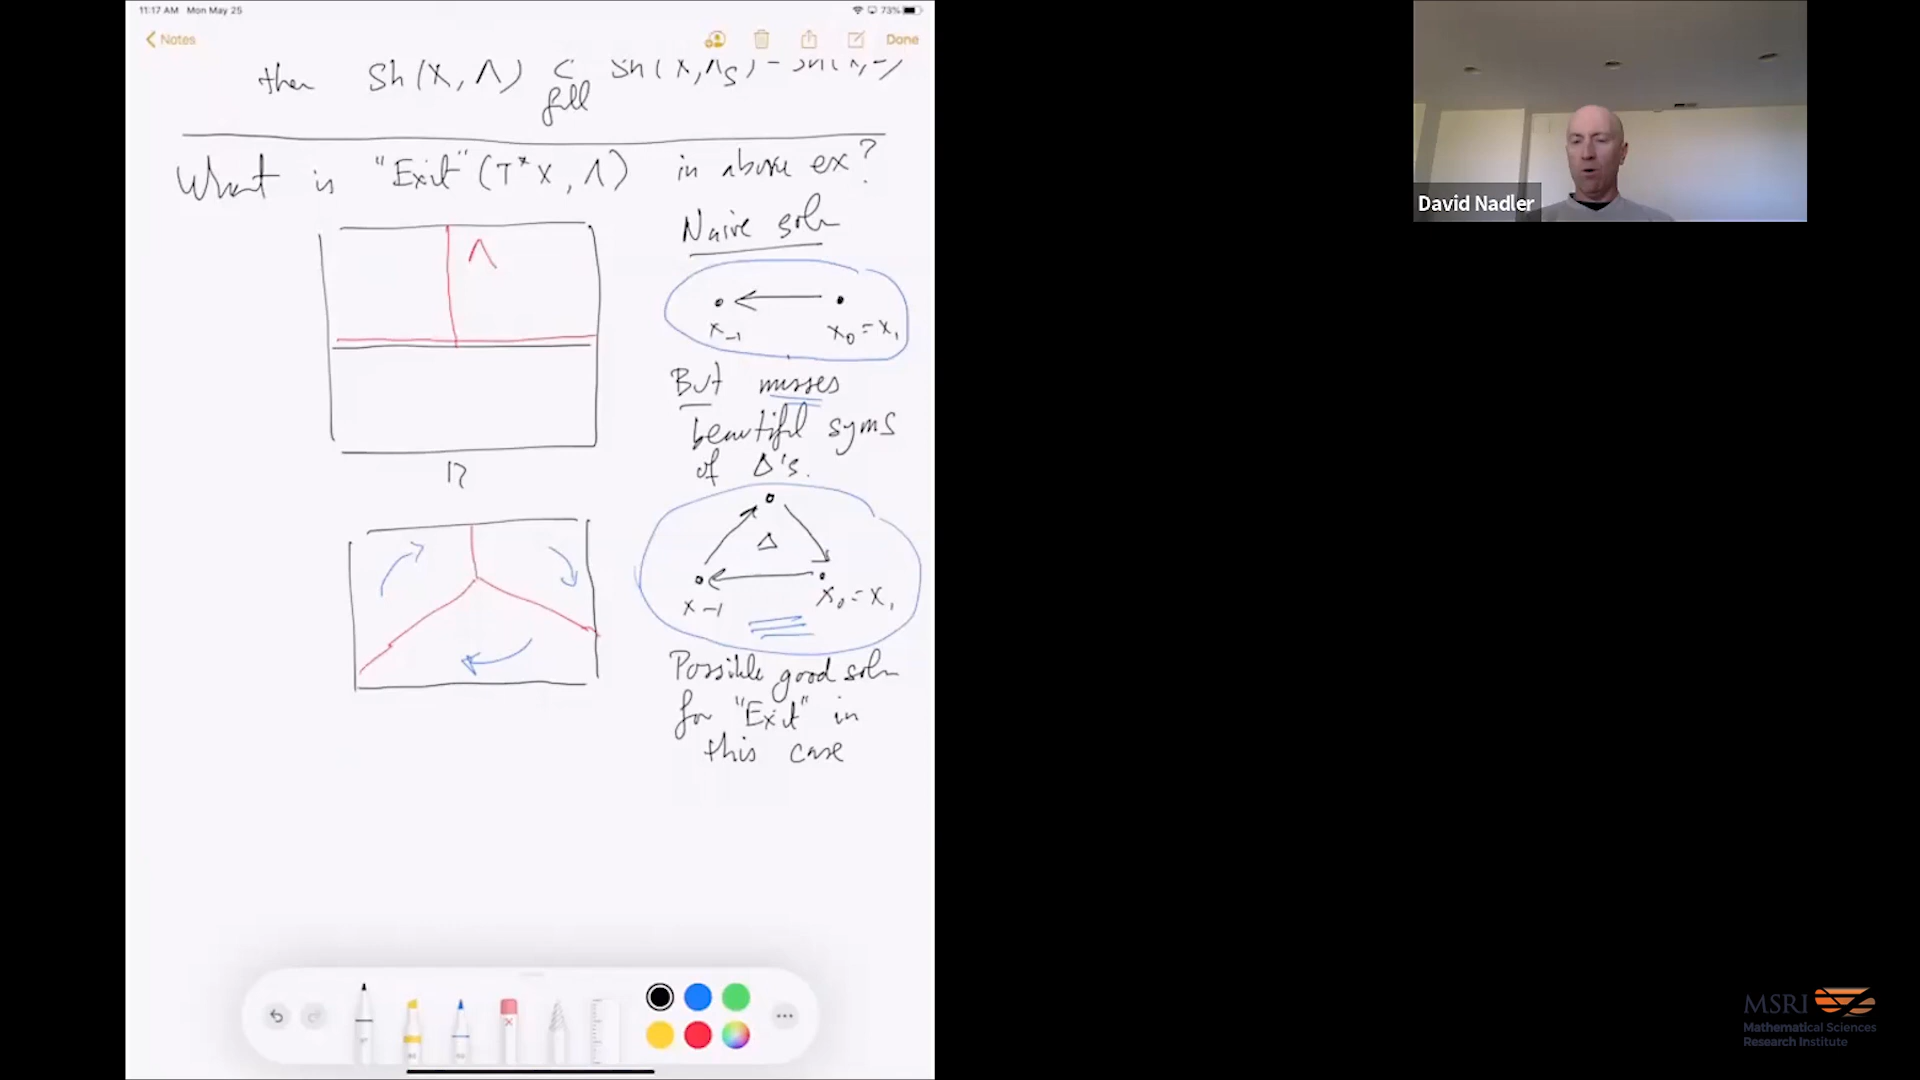 11:17 AM Mon May 25
73%
Notes
Done
then Sh(X, Λ) ⊂ Sh(X, Λ_S) = Sh(X,
full
What is "Exit" (T*X, Λ) in above ex?
Λ
Naive soln
x₋₁ x₀ = x₁
But misses
beautiful syms
of Δ's.
Δ
x₋₁ x₀ = x₁
Possible good soln
for "Exit" in
this case
David Nadler
MSRI
Mathematical Sciences
Research Institute